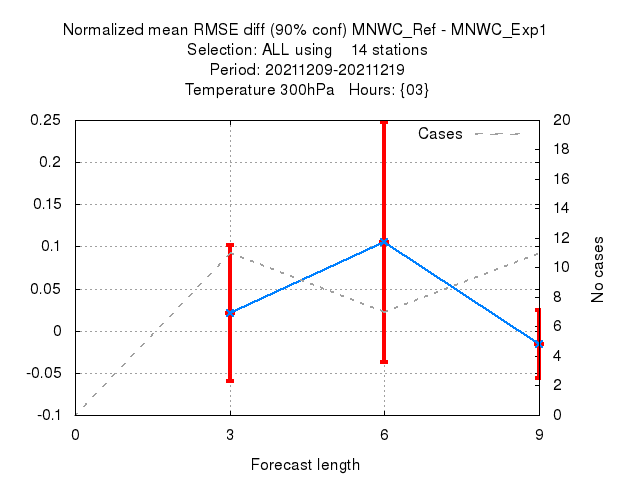 Normalized mean RMSE diff (90% conf) MNWC_Ref - MNWC_Exp1
Selection: ALL using    14 stations
Period: 20211209-20211219
Temperature 300hPa   Hours: {03}
Cases
0.25
0.2
0.15
0.1
0.05
0
-0.05
-0.1
20
18
16
14
12
10
8
6
4
2
0
No cases
0 3 6 9
Forecast length